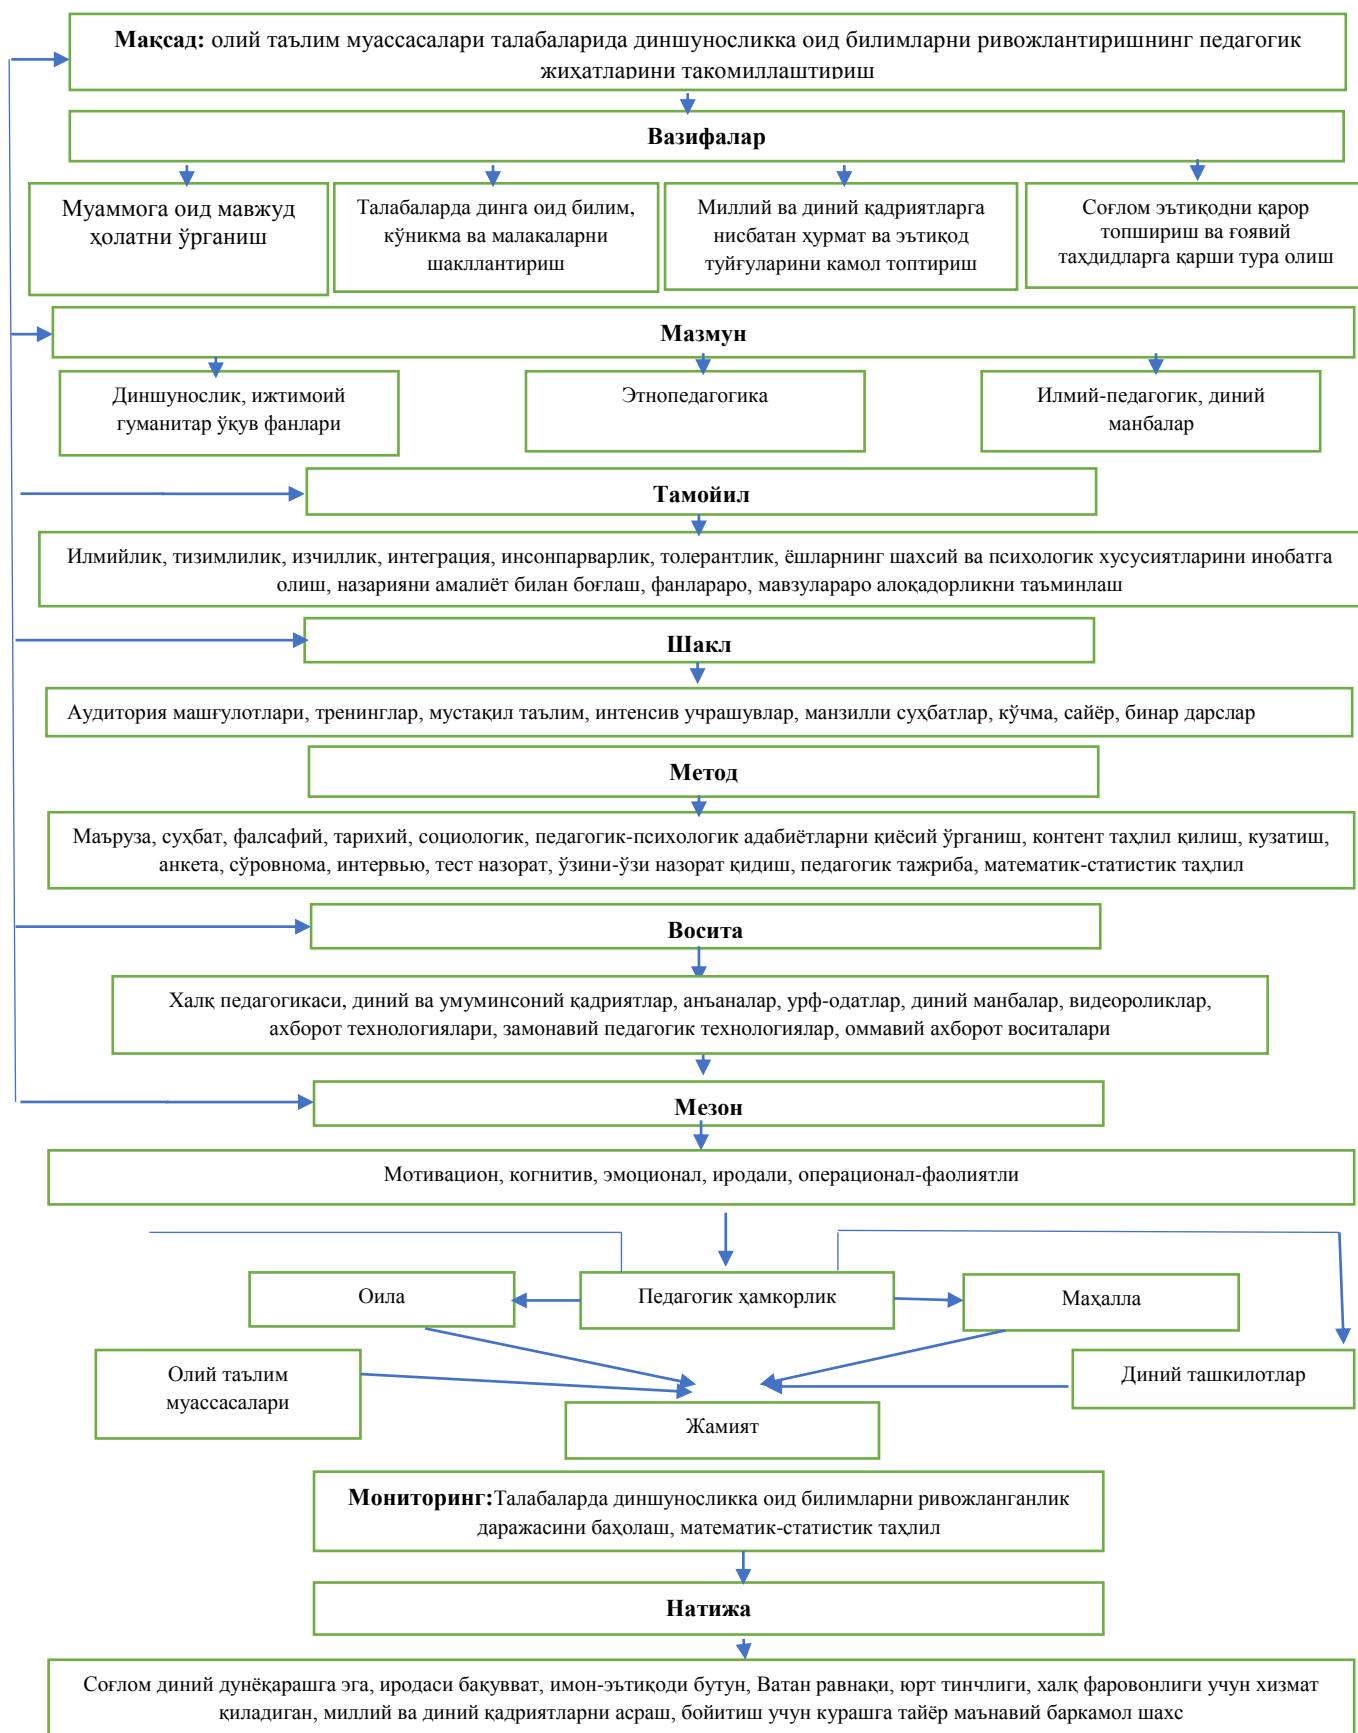 Мақсад: олий таълим муассасалари талабаларида диншуносликка оид билимларни ривожлантиришнинг педагогик
жиҳатларини такомиллаштириш
Вазифалар
Муаммога оид мавжуд
ҳолатни ўрганиш
Талабаларда динга оид билим,
кўникма ва малакаларни
шакллантириш
Миллий ва диний қадриятларга
нисбатан ҳурмат ва эътиқод
туйғуларини камол топтириш
Соғлом эътиқодни қарор
топшириш ва ғоявий
таҳдидларга қарши тура олиш
Мазмун
Диншунослик, ижтимоий
гуманитар ўқув фанлари
Этнопедагогика
Илмий-педагогик, диний
манбалар
Тамойил
Илмийлик, тизимлилик, изчиллик, интеграция, инсонпарварлик, толерантлик, ёшларнинг шахсий ва психологик хусусиятларини инобатга
олиш, назарияни амалиёт билан боғлаш, фанлараро, мавзулараро алоқадорликни таъминлаш
Шакл
Аудитория машғулотлари, тренинглар, мустақил таълим, интенсив учрашувлар, манзилли суҳбатлар, кўчма, сайёр, бинар дарслар
Метод
Маъруза, суҳбат, фалсафий, тарихий, социологик, педагогик-психологик адабиётларни қиёсий ўрганиш, контент таҳлил қилиш, кузатиш,
анкета, сўровнома, интервью, тест назорат, ўзини-ўзи назорат қидиш, педагогик тажриба, математик-статистик таҳлил
Восита
Халқ педагогикаси, диний ва умуминсоний қадриятлар, анъаналар, урф-одатлар, диний манбалар, видеороликлар,
ахборот технологиялари, замонавий педагогик технологиялар, оммавий ахборот воситалари
Мезон
Мотивацион, когнитив, эмоционал, иродали, операционал-фаолиятли
Оила
Педагогик ҳамкорлик
Маҳалла
Олий таълим
муассасалари
Диний ташкилотлар
Жамият
Мониторинг:Талабаларда диншуносликка оид билимларни ривожланганлик
даражасини баҳолаш, математик-статистик таҳлил
Натижа
Соғлом диний дунёқарашга эга, иродаси бақувват, имон-эътиқоди бутун, Ватан равнақи, юрт тинчлиги, халқ фаровонлиги учун хизмат
қиладиган, миллий ва диний қадриятларни асраш, бойитиш учун курашга тайёр маънавий баркамол шахс